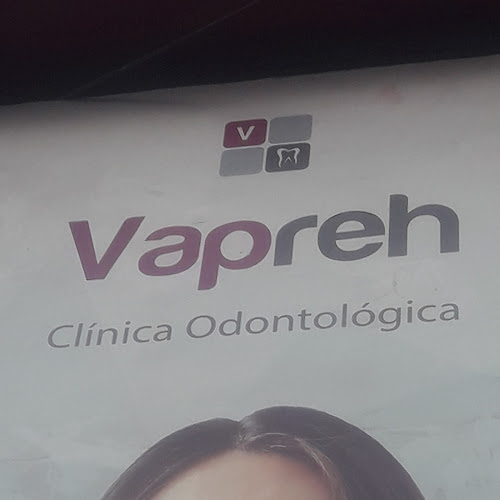 V
Vapreh
Clínica Odontológica